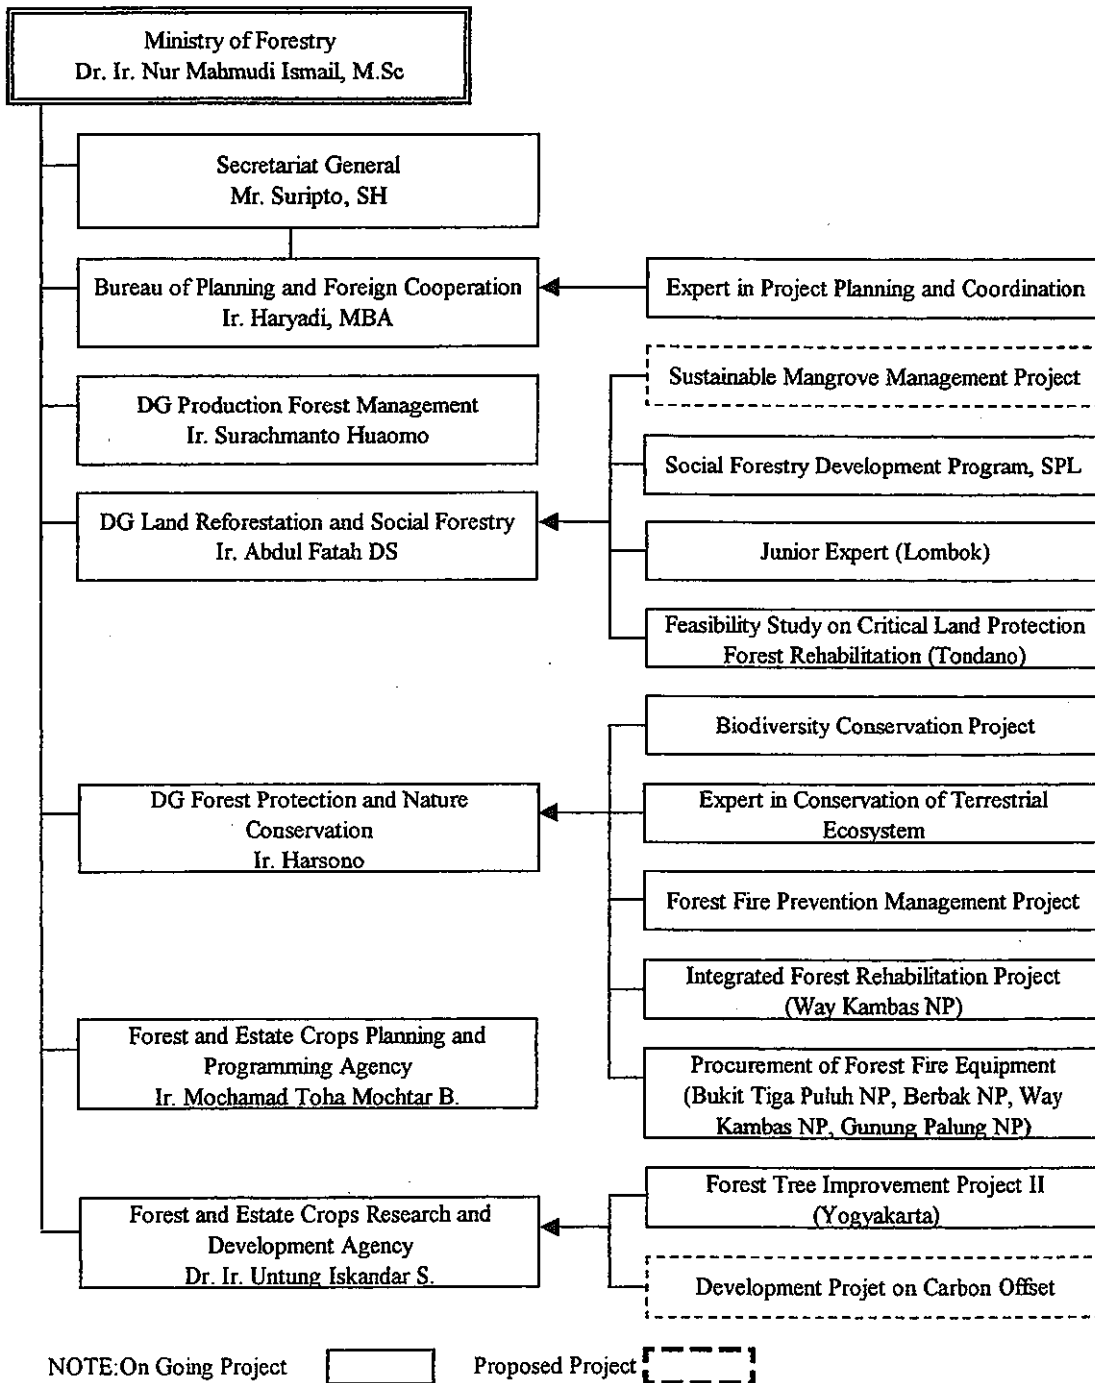 Ministry of Forestry
Dr. Ir. Nur Mahmudi Ismail, M.Sc
Secretariat General
Mr. Suripto, SH
Bureau of Planning and Foreign Cooperation
Ir. Haryadi, MBA
Expert in Project Planning and Coordination
DG Production Forest Management
Ir. Surachmanto Huaomo
Sustainable Mangrove Management Project
Social Forestry Development Program, SPL
DG Land Reforestation and Social Forestry
Ir. Abdul Fatah DS
Junior Expert (Lombok)
Feasibility Study on Critical Land Protection
Forest Rehabilitation (Tondano)
Biodiversity Conservation Project
DG Forest Protection and Nature
Conservation
Ir. Harsono
Expert in Conservation of Terrestrial
Ecosystem
Forest Fire Prevention Management Project
Integrated Forest Rehabilitation Project
(Way Kambas NP)
Forest and Estate Crops Planning and
Programming Agency
Ir. Mochamad Toha Mochtar B.
Procurement of Forest Fire Equipment
(Bukit Tiga Puluh NP, Berbak NP, Way
Kambas NP, Gunung Palung NP)
Forest and Estate Crops Research and
Development Agency
Dr. Ir. Untung Iskandar S.
Forest Tree Improvement Project II
(Yogyakarta)
Development Projet on Carbon Offset
NOTE:On Going Project
Proposed Project